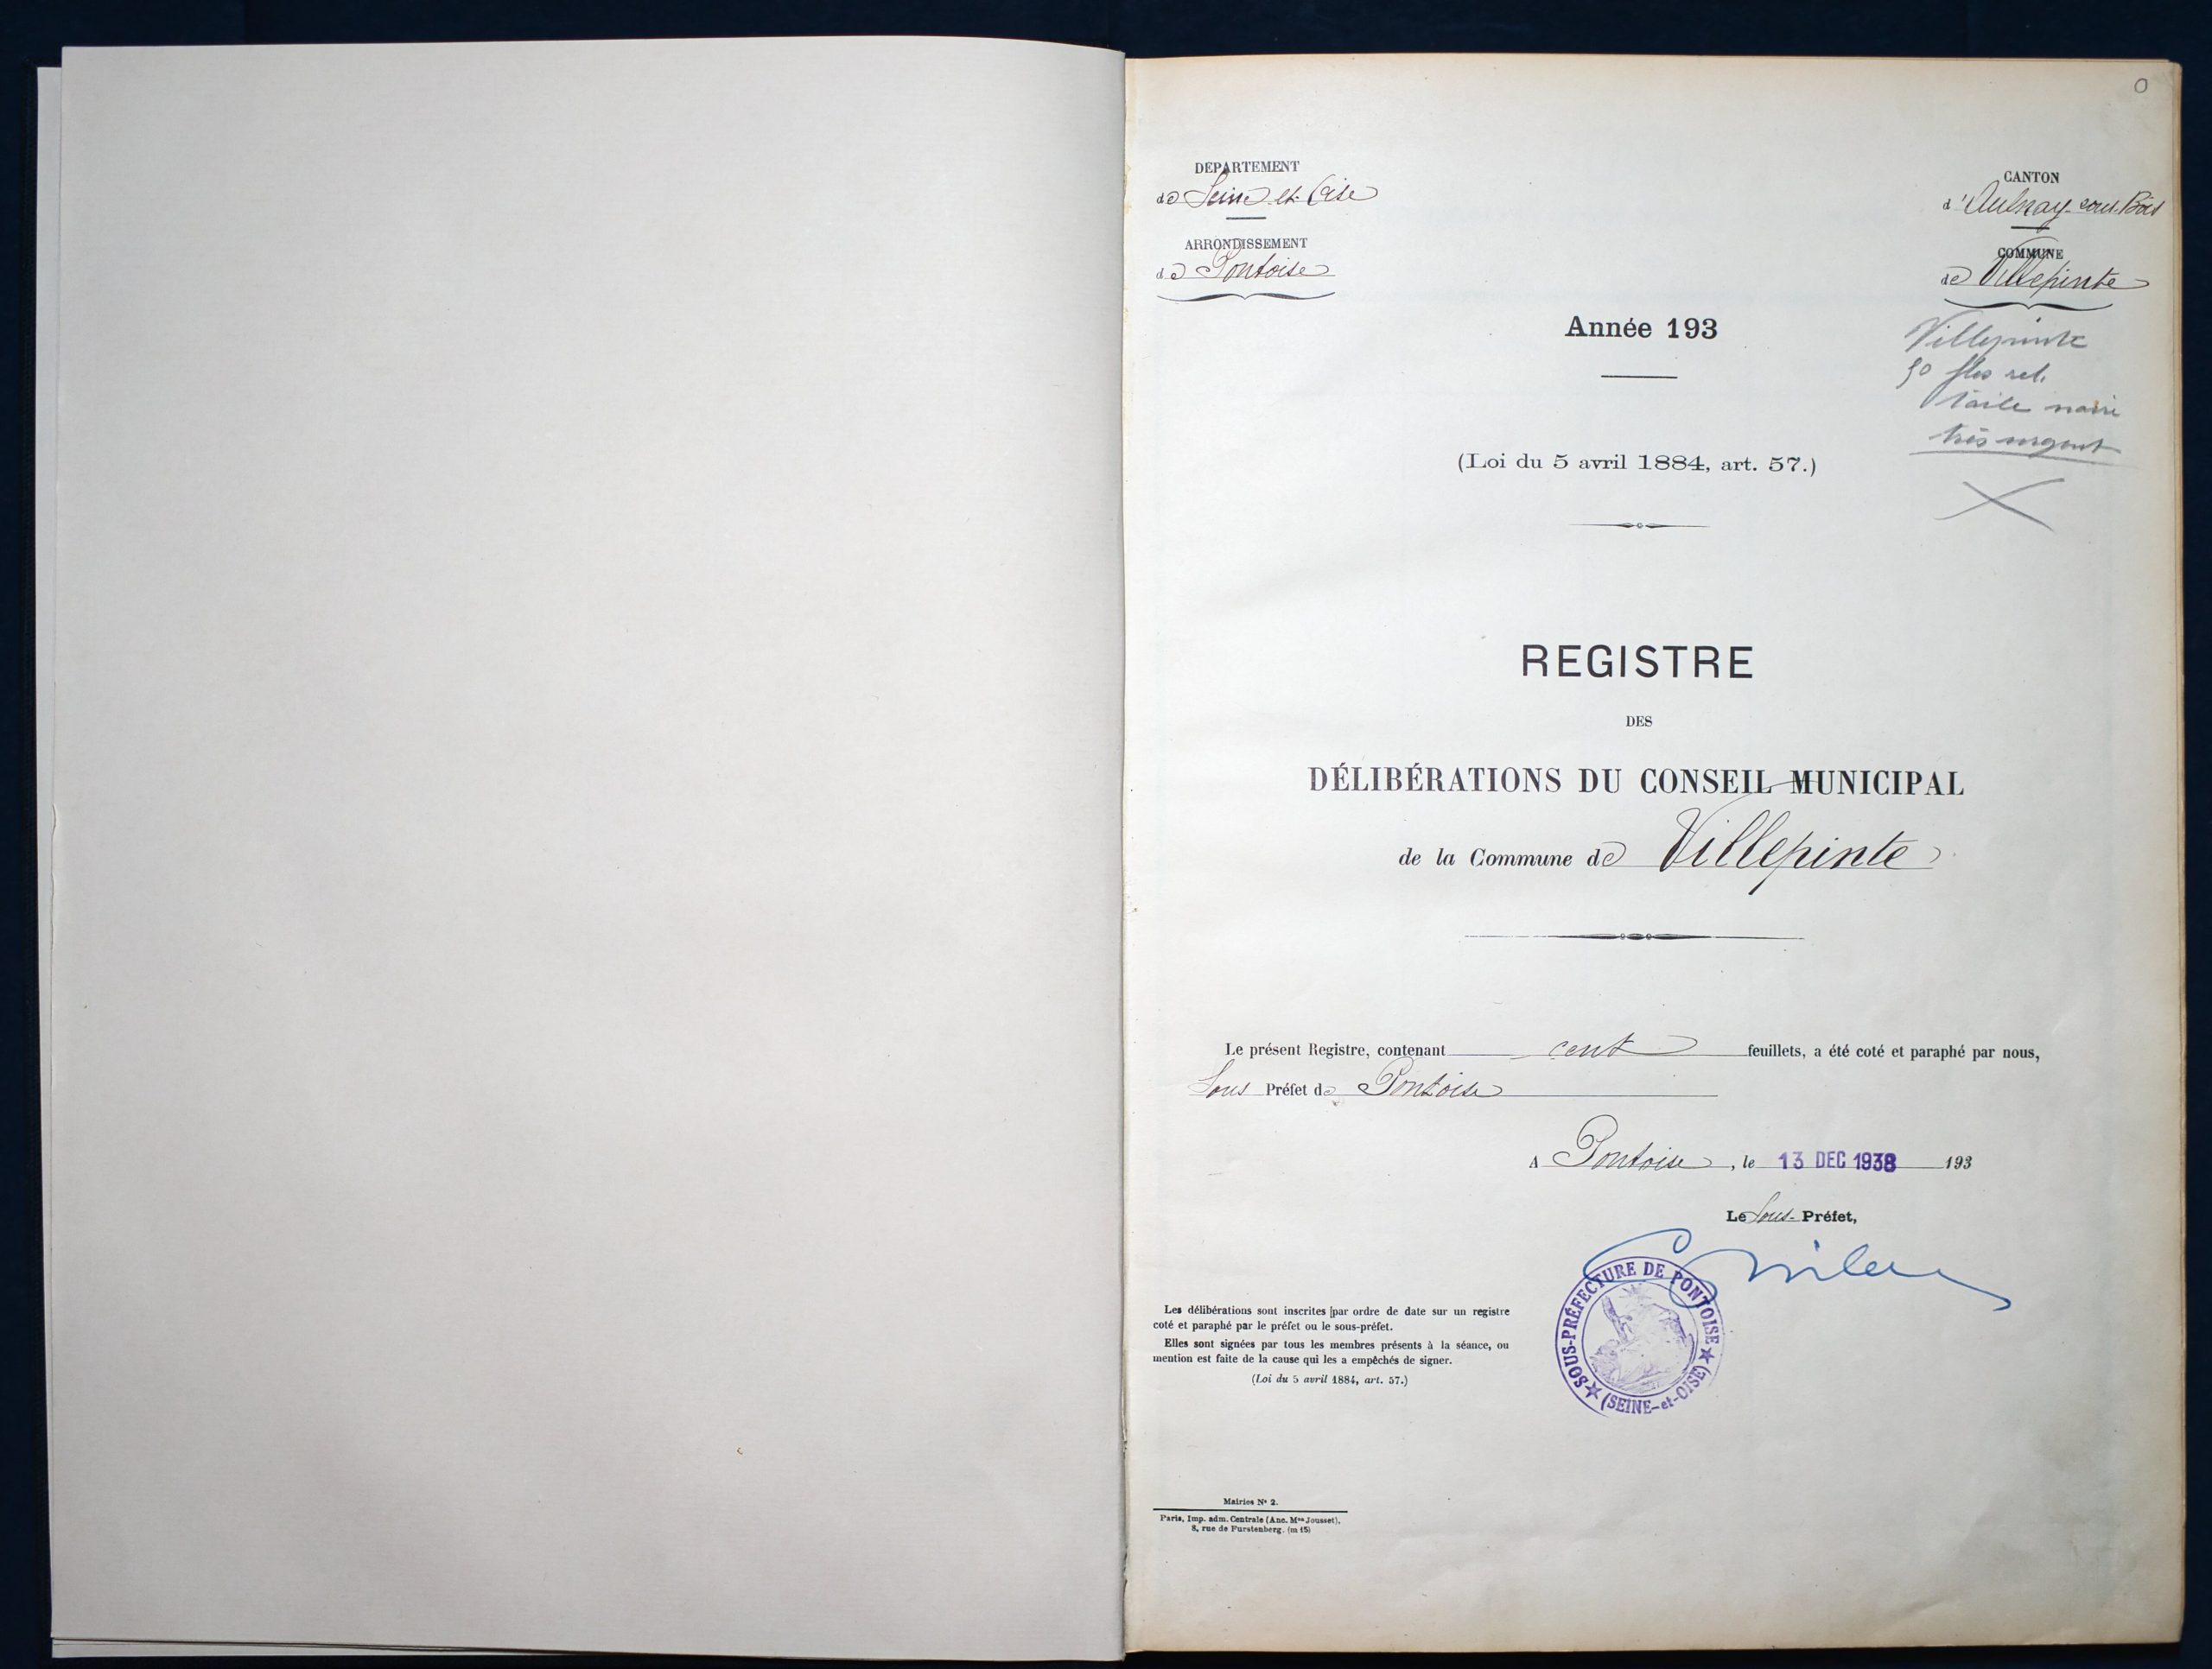 0
DÉPARTEMENT
de Seine-et-Oise
ARRONDISSEMENT
de Pontoise
CANTON
d'Aulnay-sous-Bois
COMMUNE
de Villepinte
Villepinte
fles rel.
toile noire
très urgent
Année 193
(Loi du 5 avril 1884, art. 57.)
REGISTRE
DES
DÉLIBÉRATIONS DU CONSEIL MUNICIPAL
de la Commune de Villepinte
Le présent Registre, contenant cent feuillets, a été coté et paraphé par nous,
Sous Préfet de Pontoise
A Pontoise, le 13 DEC 1938 193
Le Sous-Préfet,
SOUS-PRÉFECTURE DE PONTOISE
(SEINE-et-OISE)
Les délibérations sont inscrites par ordre de date sur un registre
coté et paraphé par le préfet ou le sous-préfet.
Elles sont signées par tous les membres présents à la séance, ou
mention est faite de la cause qui les a empêchés de signer.
(Loi du 5 avril 1884, art. 57.)
Mairies N° 2.
Paris, Imp. adm. Centrale (Anc. Mon Jousset),
8, rue de Furstenberg. (m 15)